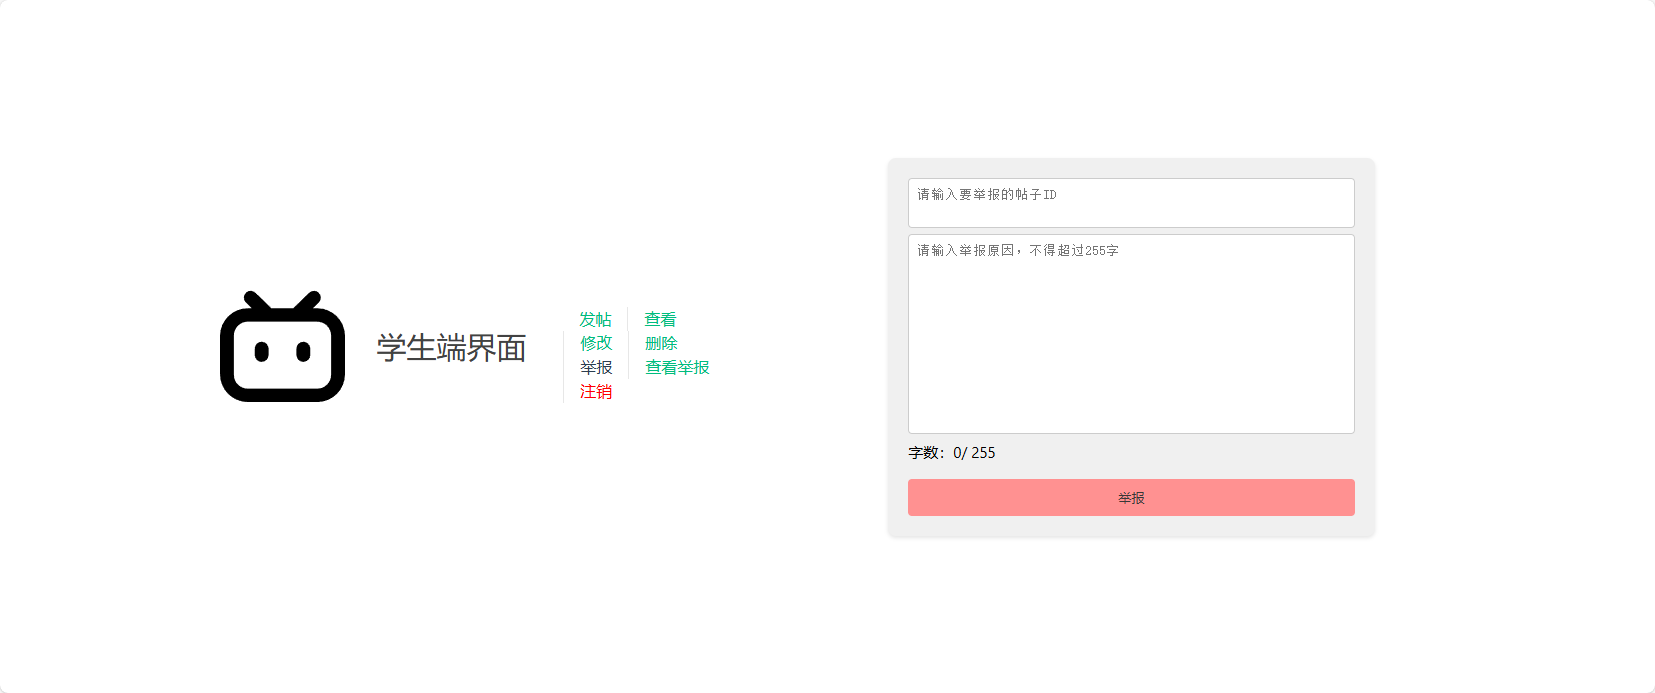 学生端界面
发帖 查看
修改 删除
举报 查看举报
注销
请输入要举报的帖子ID
请输入举报原因，不得超过255字
字数：0/ 255
举报